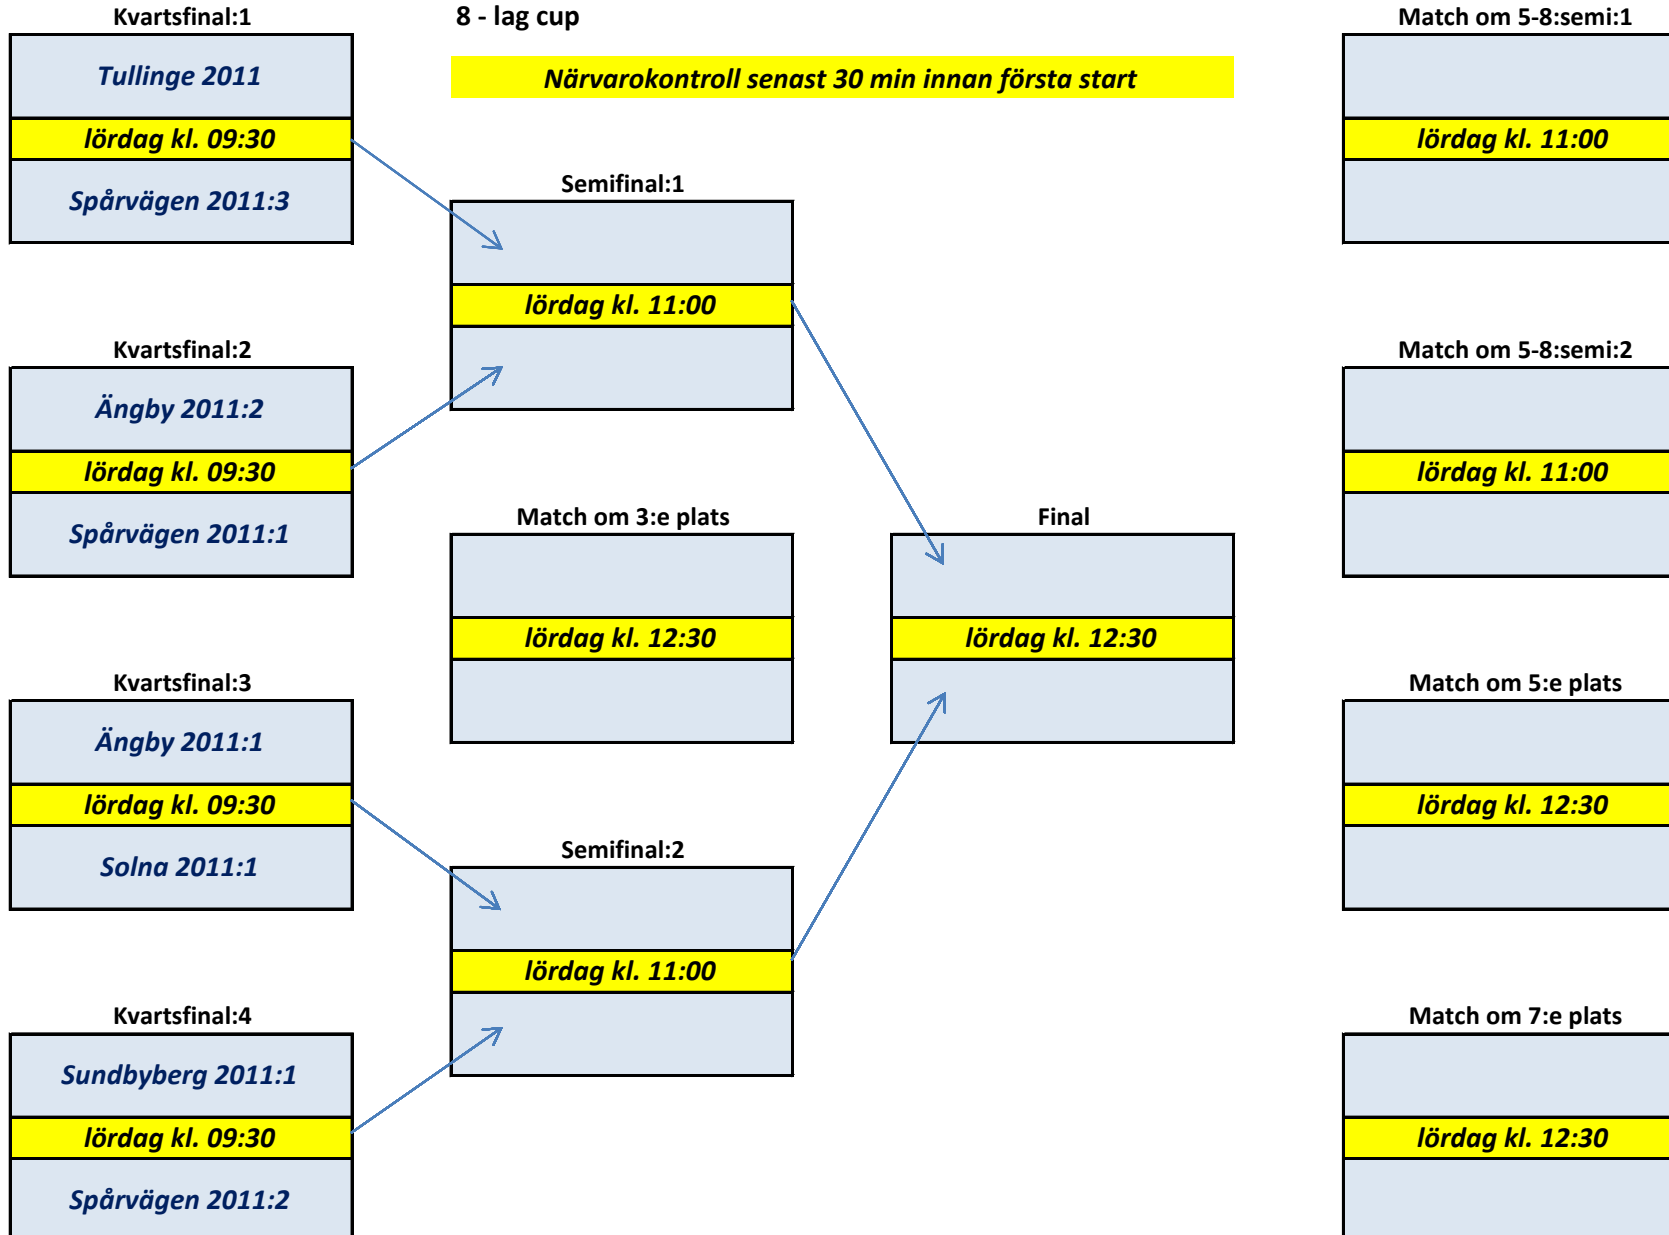 Kvartsfinal:1
Tullinge 2011
lördag kl. 09:30
Spårvägen 2011:3
Kvartsfinal:2
Ängby 2011:2
lördag kl. 09:30
Spårvägen 2011:1
Kvartsfinal:3
Ängby 2011:1
lördag kl. 09:30
Solna 2011:1
Kvartsfinal:4
Sundbyberg 2011:1
lördag kl. 09:30
Spårvägen 2011:2
8 - lag cup
Närvarokontroll senast 30 min innan första start
Semifinal:1
lördag kl. 11:00
Match om 3:e plats
lördag kl. 12:30
Semifinal:2
lördag kl. 11:00
Final
lördag kl. 12:30
Match om 5-8:semi:1
lördag kl. 11:00
Match om 5-8:semi:2
lördag kl. 11:00
Match om 5:e plats
lördag kl. 12:30
Match om 7:e plats
lördag kl. 12:30